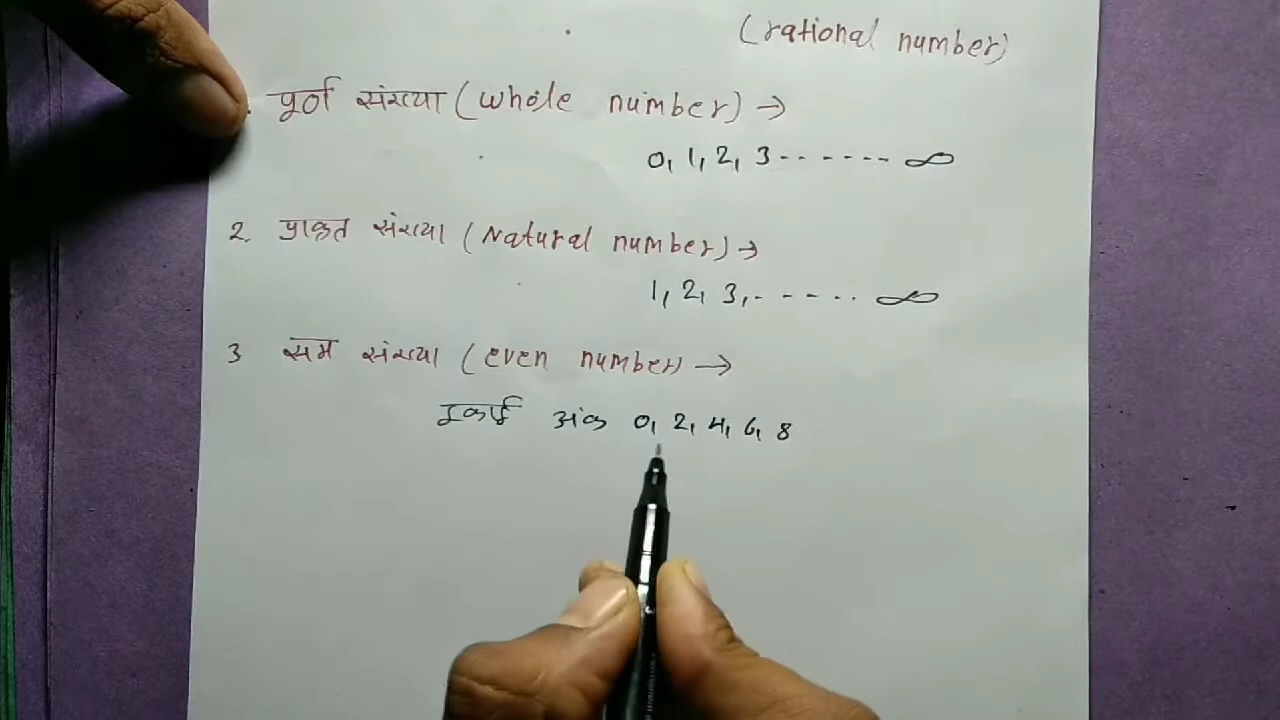 (rational number)
पूर्ण संख्या (whole number) →
0, 1, 2, 3 - - - - - - - ∞
2. प्राकृत संख्या (Natural number) →
1, 2, 3, - - - - - - ∞
3 सम संख्या (even number) →
इकाई अंक 0, 2, 4, 6, 8